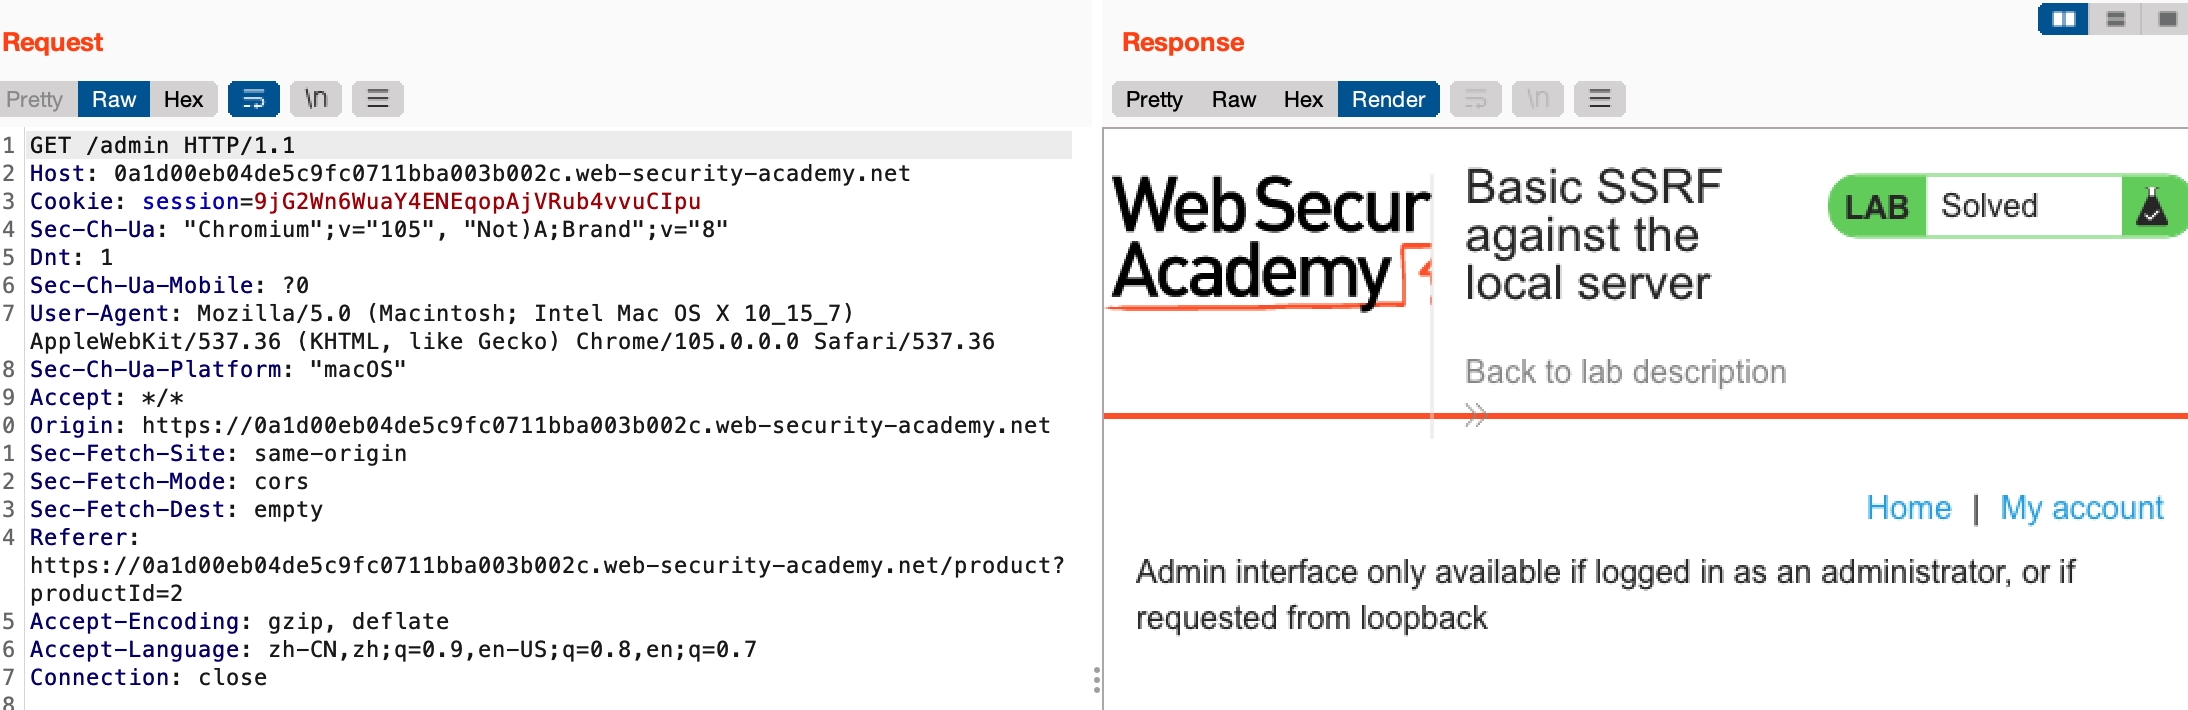 Request
Pretty Raw Hex \n
1 GET /admin HTTP/1.1
2 Host: 0a1d00eb04de5c9fc0711bba003b002c.web-security-academy.net
3 Cookie: session=9jG2Wn6WuaY4ENEqopAjVRub4vvuCIpu
4 Sec-Ch-Ua: "Chromium";v="105", "Not)A;Brand";v="8"
5 Dnt: 1
6 Sec-Ch-Ua-Mobile: ?0
7 User-Agent: Mozilla/5.0 (Macintosh; Intel Mac OS X 10_15_7)
AppleWebKit/537.36 (KHTML, like Gecko) Chrome/105.0.0.0 Safari/537.36
8 Sec-Ch-Ua-Platform: "macOS"
9 Accept: */*
0 Origin: https://0a1d00eb04de5c9fc0711bba003b002c.web-security-academy.net
1 Sec-Fetch-Site: same-origin
2 Sec-Fetch-Mode: cors
3 Sec-Fetch-Dest: empty
4 Referer:
https://0a1d00eb04de5c9fc0711bba003b002c.web-security-academy.net/product?
productId=2
5 Accept-Encoding: gzip, deflate
6 Accept-Language: zh-CN,zh;q=0.9,en-US;q=0.8,en;q=0.7
7 Connection: close
8
Response
Pretty Raw Hex Render \n
Web Secur
Academy
Basic SSRF
against the
local server
LAB Solved
Back to lab description
Home | My account
Admin interface only available if logged in as an administrator, or if
requested from loopback